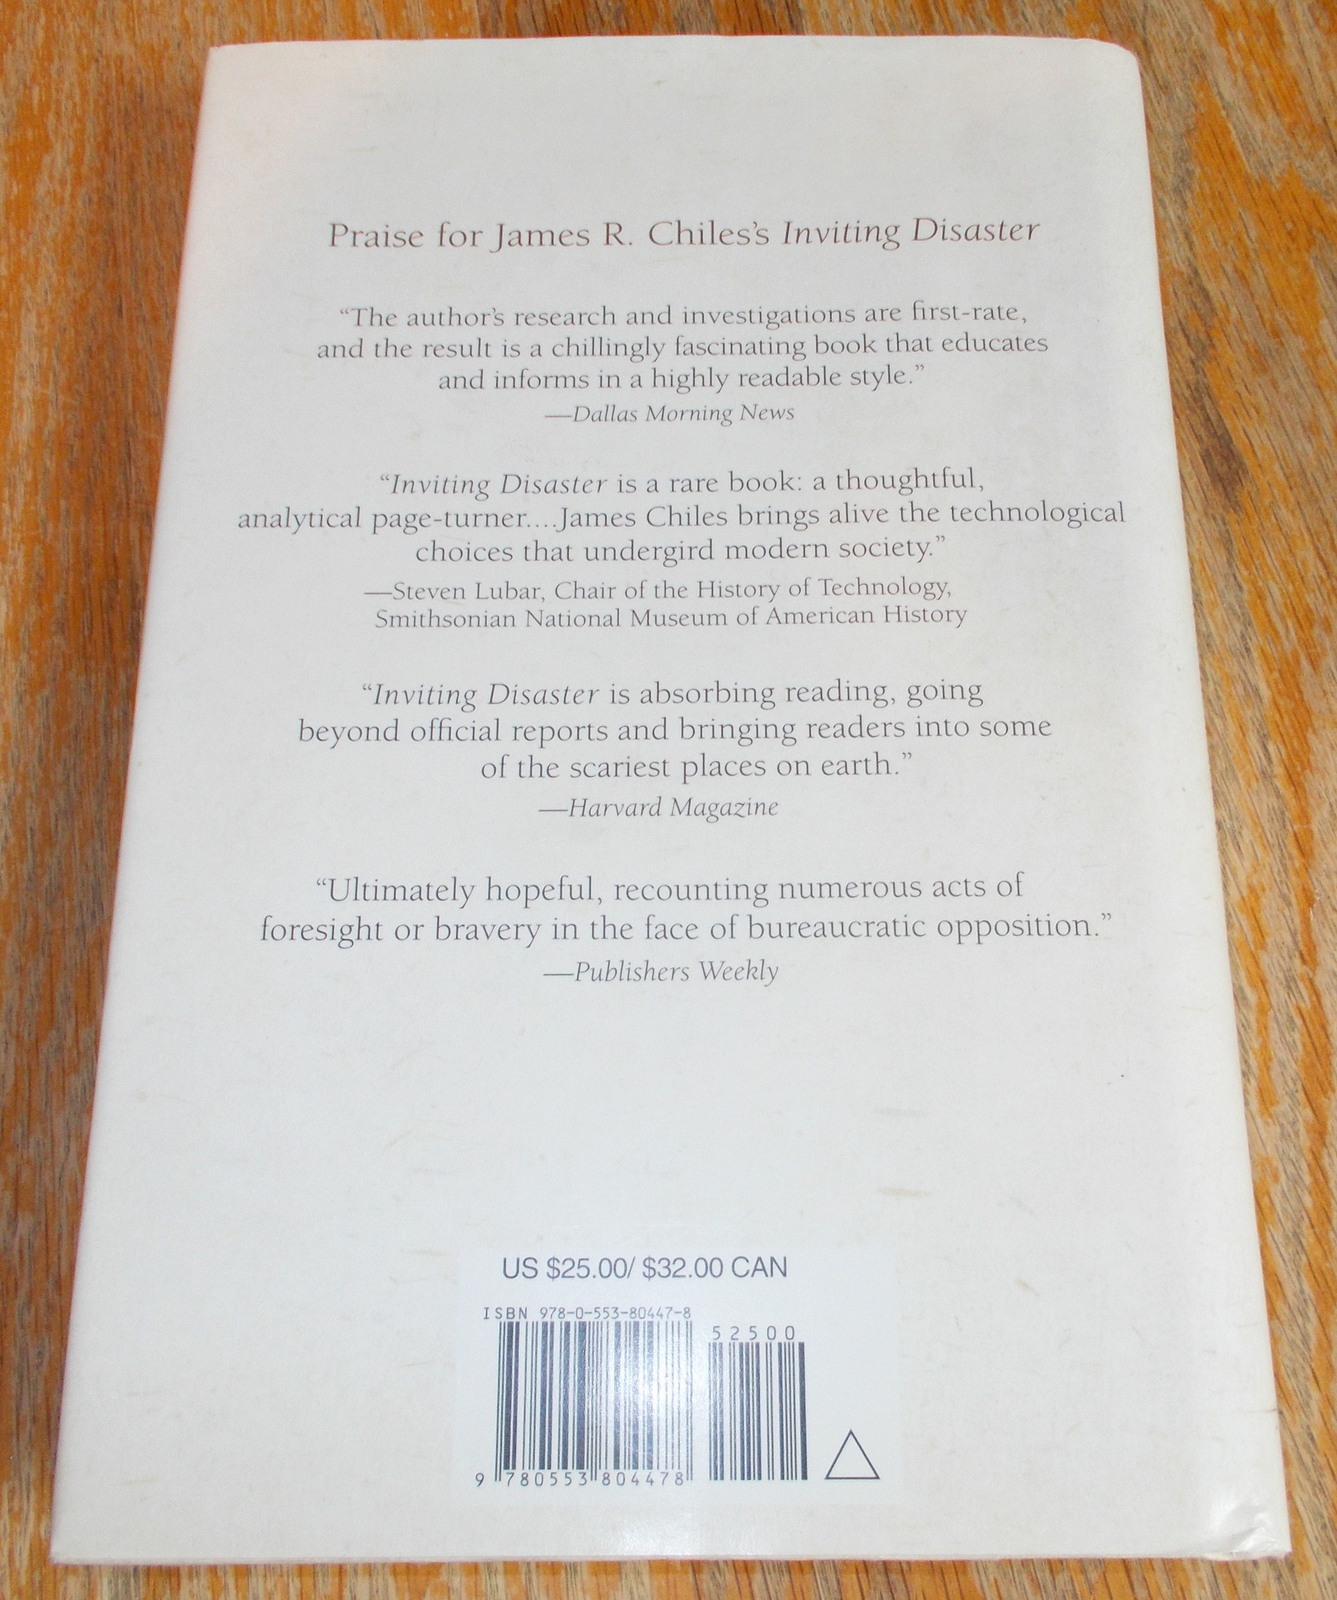 Praise for James R. Chiles's Inviting Disaster
“The author's research and investigations are first-rate,
and the result is a chillingly fascinating book that educates
and informs in a highly readable style.”
—Dallas Morning News
“Inviting Disaster is a rare book: a thoughtful,
analytical page-turner....James Chiles brings alive the technological
choices that undergird modern society.”
—Steven Lubar, Chair of the History of Technology,
Smithsonian National Museum of American History
“Inviting Disaster is absorbing reading, going
beyond official reports and bringing readers into some
of the scariest places on earth.”
—Harvard Magazine
“Ultimately hopeful, recounting numerous acts of
foresight or bravery in the face of bureaucratic opposition.”
—Publishers Weekly
US $25.00/ $32.00 CAN
ISBN 978-0-553-80447-8
52500
9 780553 804478